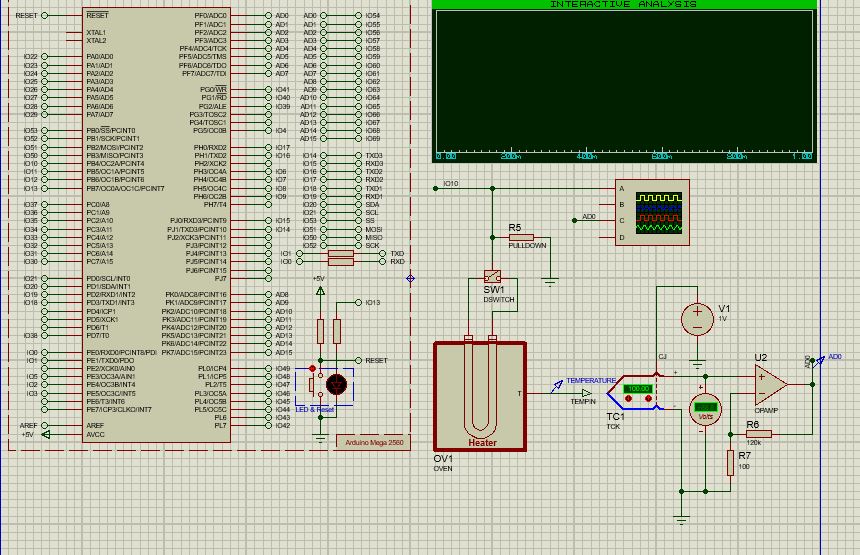 INTERACTIVE ANALYSIS
0.00 200m 400m 600m 800m 1.00
RESET RESET PF0/ADC0 AD0 AD0 IO54
PF1/ADC1 AD1 AD1 IO55
XTAL1 PF2/ADC2 AD2 AD2 IO56
XTAL2 PF3/ADC3 AD3 AD3 IO57
PF4/ADC4/TCK AD4 AD4 IO58
IO22 PA0/AD0 PF5/ADC5/TMS AD5 AD5 IO59
IO23 PA1/AD1 PF6/ADC6/TDO AD6 AD6 IO60
IO24 PA2/AD2 PF7/ADC7/TDI AD7 AD7 IO61
IO25 PA3/AD3 AD8 IO62
IO26 PA4/AD4 PG0/WR IO41 AD9 IO63
IO27 PA5/AD5 PG1/RD IO40 AD10 IO64
IO28 PA6/AD6 PG2/ALE IO39 AD11 IO65
IO29 PA7/AD7 PG3/TOSC2 AD12 IO66
PG4/TOSC1 AD13 IO67
IO53 PB0/SS/PCINT0 PG5/OC0B IO4 AD14 IO68
IO52 PB1/SCK/PCINT1 AD15 IO69
IO51 PB2/MOSI/PCINT2 PH0/RXD2 IO17
IO50 PB3/MISO/PCINT3 PH1/TXD2 IO16 IO14 TXD3
IO10 PB4/OC2A/PCINT4 PH2/XCK2 IO15 RXD3
IO11 PB5/OC1A/PCINT5 PH3/OC4A IO6 IO16 TXD2
IO12 PB6/OC1B/PCINT6 PH4/OC4B IO7 IO17 RXD2
IO13 PB7/OC0A/OC1C/PCINT7 PH5/OC4C IO8 IO18 TXD1
PH6/OC2B IO9 IO19 RXD1
IO37 PC0/A8 PH7/T4 IO20 SDA
IO36 PC1/A9 IO21 SCL
IO35 PC2/A10 PJ0/RXD3/PCINT9 IO15 IO53 SS
IO34 PC3/A11 PJ1/TXD3/PCINT10 IO14 IO51 MOSI
IO33 PC4/A12 PJ2/XCK3/PCINT11 IO50 MISO
IO32 PC5/A13 PJ3/PCINT12 IO52 SCK
IO31 PC6/A14 PJ4/PCINT13 IO1 TXD
IO30 PC7/A15 PJ5/PCINT14 IO0 RXD
PJ6/PCINT15
IO21 PD0/SCL/INT0 PJ7
IO20 PD1/SDA/INT1 +5V
IO19 PD2/RXD1/INT2 PK0/ADC8/PCINT16 AD8
IO18 PD3/TXD1/INT3 PK1/ADC9/PCINT17 AD9 IO13
PD4/ICP1 PK2/ADC10/PCINT18 AD10
PD5/XCK1 PK3/ADC11/PCINT19 AD11
PD6/T1 PK4/ADC12/PCINT20 AD12
IO38 PD7/T0 PK5/ADC13/PCINT21 AD13
PK6/ADC14/PCINT22 AD14
IO0 PE0/RXD0/PCINT8/PDI PK7/ADC15/PCINT23 AD15
IO1 PE1/TXD0/PDO RESET
PE2/XCK0/AIN0 PL0/ICP4 IO49
IO5 PE3/OC3A/AIN1 PL1/ICP5 IO48
IO2 PE4/OC3B/INT4 PL2/T5 IO47
IO3 PE5/OC3C/INT5 PL3/OC5A IO46
PE6/T3/INT6 PL4/OC5B IO45
PE7/ICP3/CLKO/INT7 PL5/OC5C IO44
PL6 IO43
AREF AREF PL7 IO42
+5V AVCC
LED & Reset
Arduino Mega 2560
IO10
A
B
AD0 C
D
R5
PULLDOWN
SW1
DSWITCH
V1
1V
CJ
TEMPERATURE
TEMPIN
T
Heater
OV1
OVEN
100.00
TC1
TCK
+
-
Volts
U2
OPAMP
AD0
AD0
R6
120k
R7
100